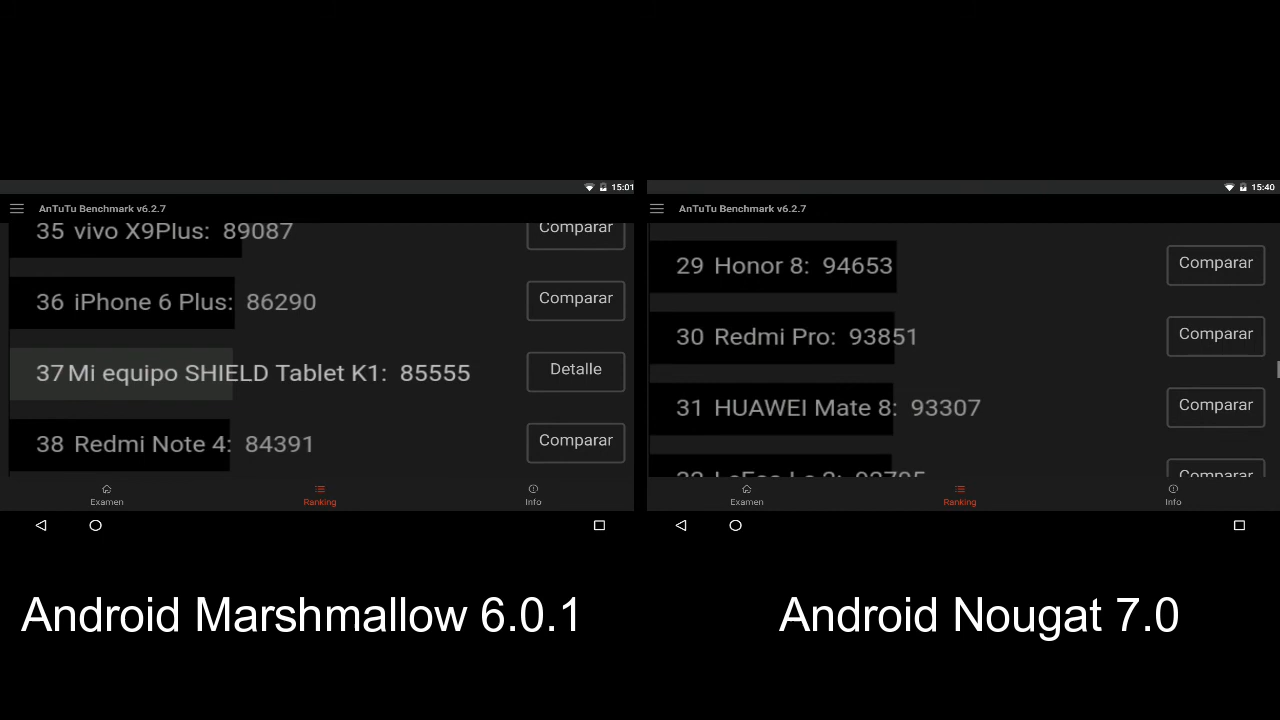 15:01
AnTuTu Benchmark v6.2.7
35 vivo X9Plus: 89087 Comparar
36 iPhone 6 Plus: 86290 Comparar
37 Mi equipo SHIELD Tablet K1: 85555 Detalle
38 Redmi Note 4: 84391 Comparar
Examen Ranking Info
Android Marshmallow 6.0.1
15:40
AnTuTu Benchmark v6.2.7
29 Honor 8: 94653 Comparar
30 Redmi Pro: 93851 Comparar
31 HUAWEI Mate 8: 93307 Comparar
Comparar
Examen Ranking Info
Android Nougat 7.0